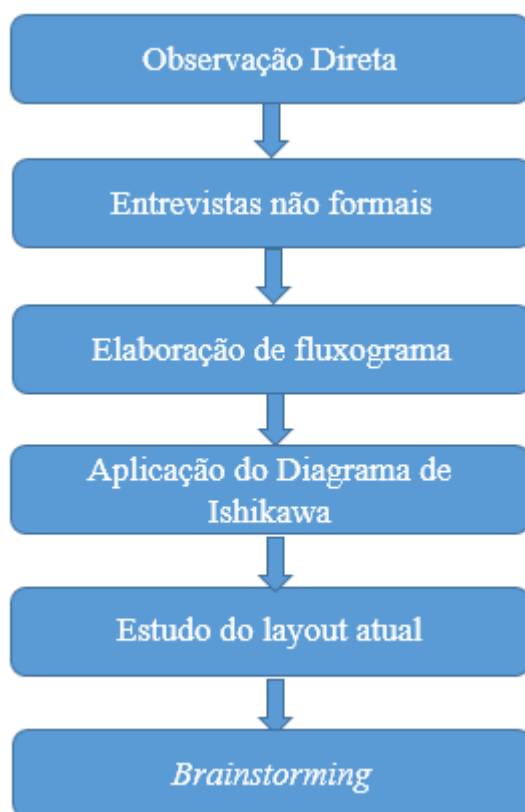 Observação Direta
Entrevistas não formais
Elaboração de fluxograma
Aplicação do Diagrama de
Ishikawa
Estudo do layout atual
Brainstorming